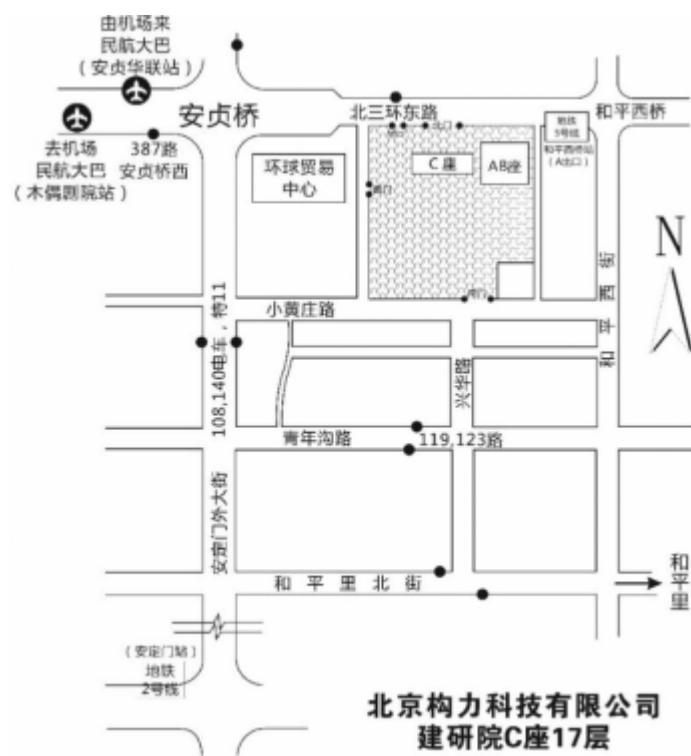 由机场来
民航大巴
（安贞华联站）
安贞桥
北三环东路
和平西桥
去机场
民航大巴
（木偶剧院站）
387路
安贞桥西
环球贸易
中心
北门
C座
AB座
地铁
5号线
和平西桥站
（A出口）
西门
南门
N
小黄庄路
和平西街
108,140电车，特11
兴华路
青年沟路
119,123路
安定门外大街
和平里北街
和平里
（安定门站）
地铁
2号线
北京构力科技有限公司
建研院C座17层